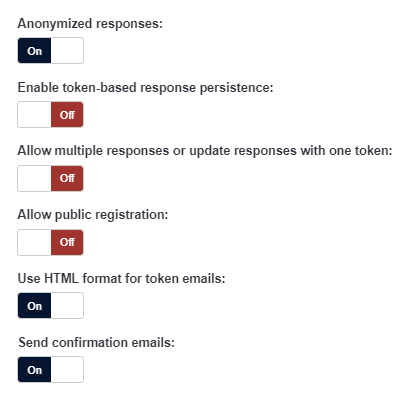 Anonymized responses:
On
Enable token-based response persistence:
Off
Allow multiple responses or update responses with one token:
Off
Allow public registration:
Off
Use HTML format for token emails:
On
Send confirmation emails:
On